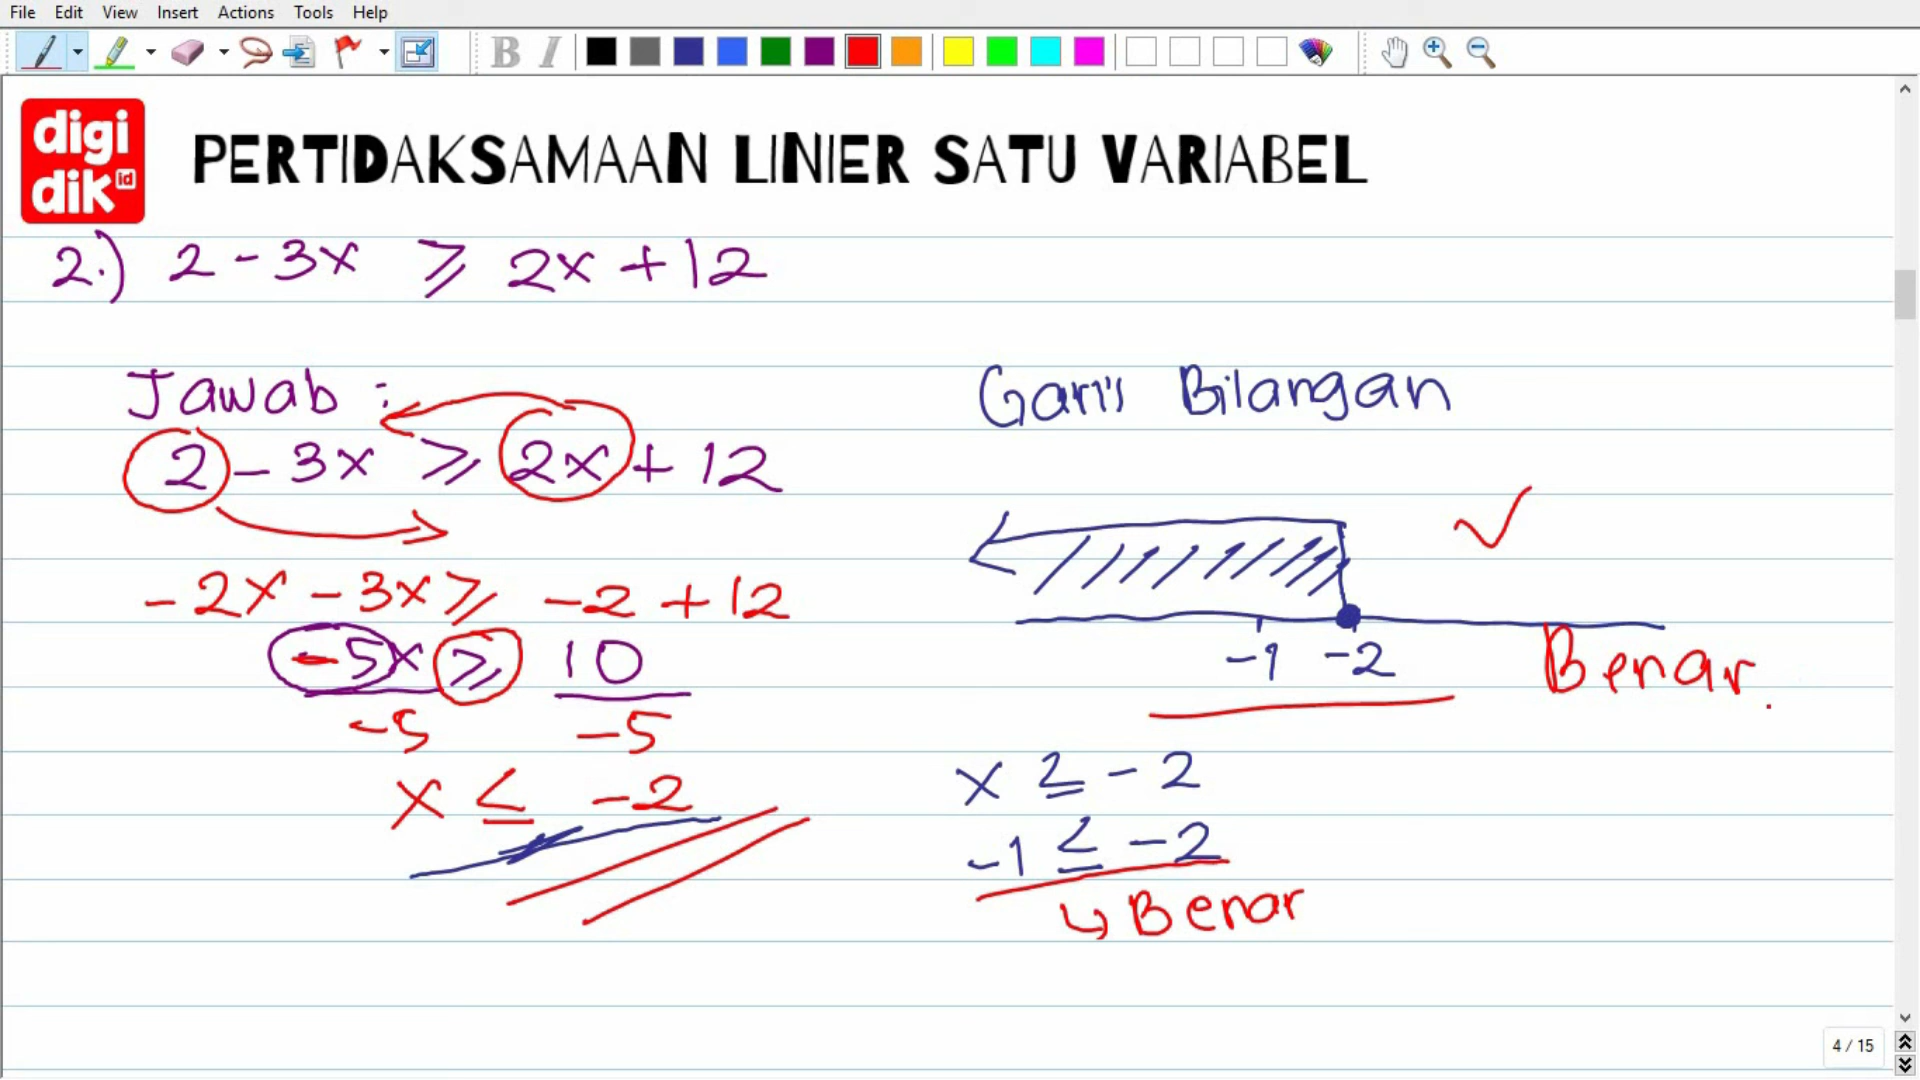 File Edit View Insert Actions Tools Help
B I
digi
dik id
PERTIDAKSAMAAN LINIER SATU VARIABEL
2.) 2 - 3x ≥ 2x + 12
Jawab :
2 - 3x ≥ 2x + 12
-2x - 3x ≥ -2 + 12
-5x ≥ 10
-5 -5
x ≤ -2
Garis Bilangan
-1 -2
Benar.
x ≤ -2
-1 ≤ -2
↳ Benar
4 / 15